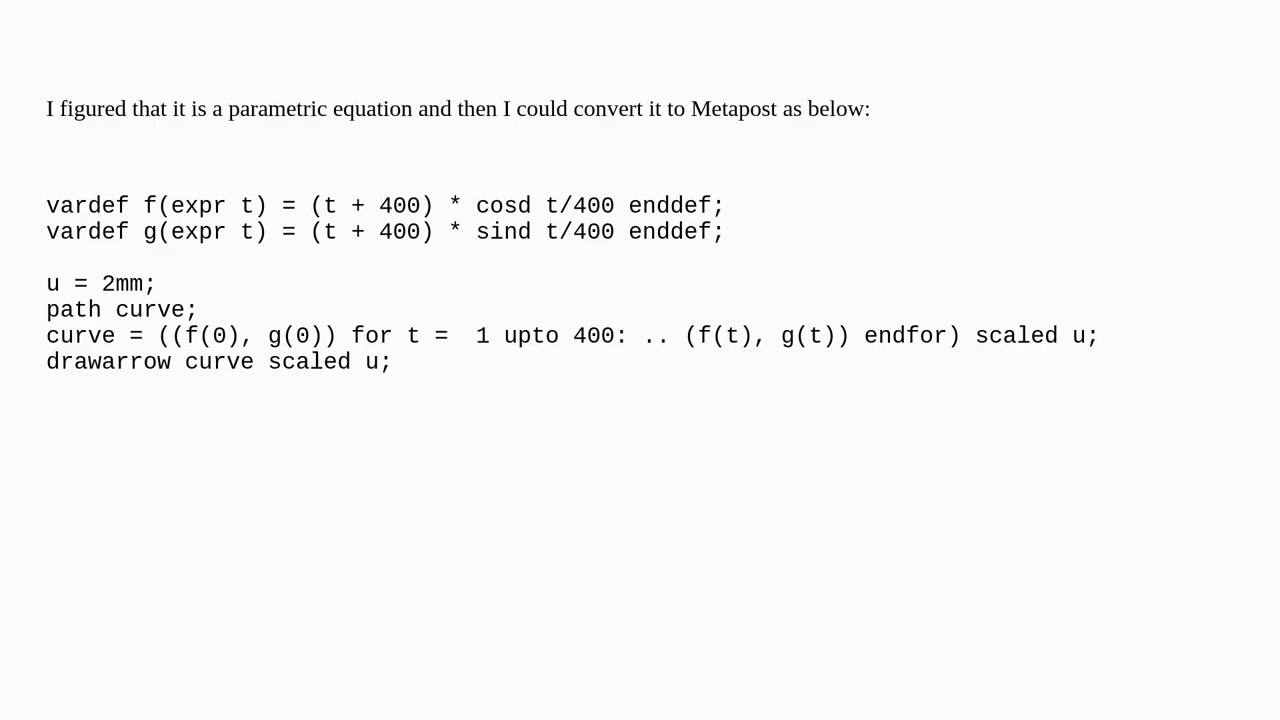 I figured that it is a parametric equation and then I could convert it to Metapost as below:
vardef f(expr t) = (t + 400) * cosd t/400 enddef;
vardef g(expr t) = (t + 400) * sind t/400 enddef;
u = 2mm;
path curve;
curve = ((f(0), g(0)) for t =  1 upto 400: .. (f(t), g(t)) endfor) scaled u;
drawarrow curve scaled u;